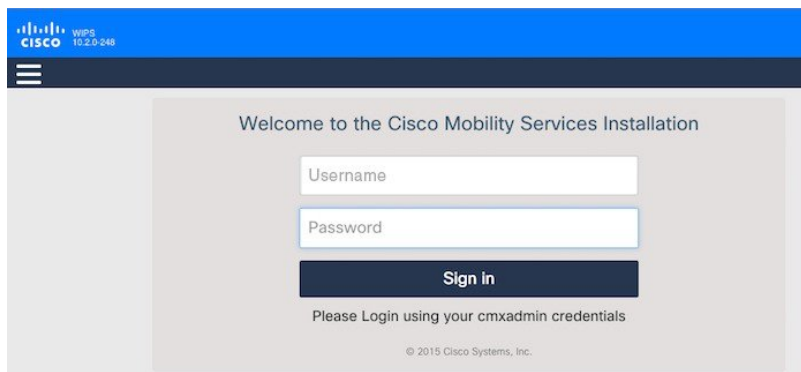 CISCO
WIPS
10.2.0-248
Welcome to the Cisco Mobility Services Installation
Username
Password
Sign in
Please Login using your cmxadmin credentials
© 2015 Cisco Systems, Inc.